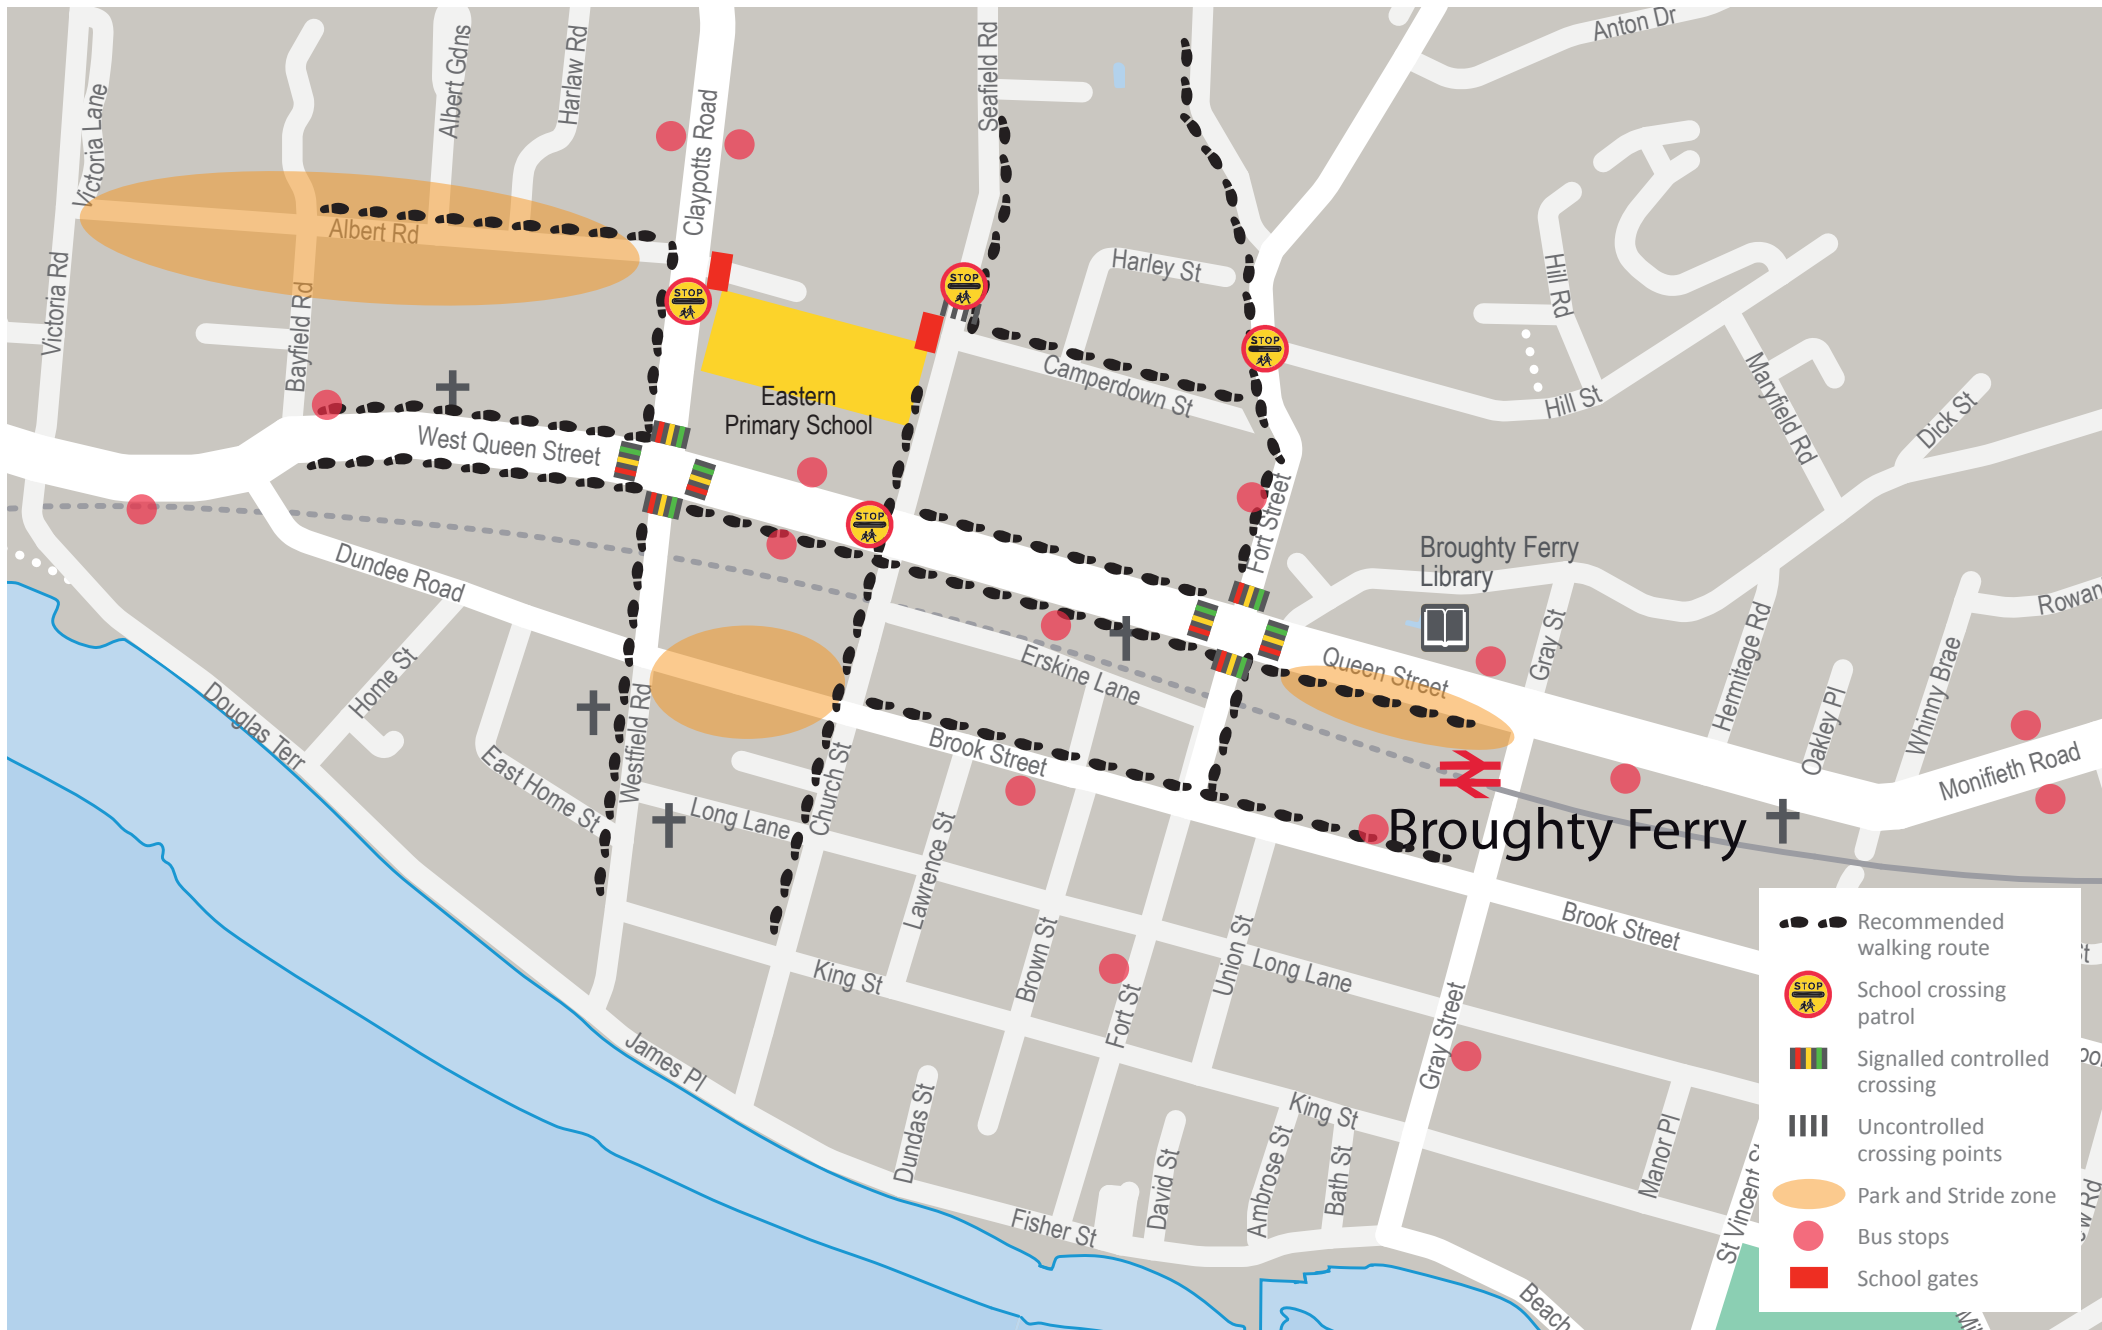 Anton Dr
Albert Gdns
Harlaw Rd
Seafield Rd
Victoria Lane
Claypotts Road
STOP
Albert Rd
Harley St
Hill Rd
Victoria Rd
Bayfield Rd
STOP
STOP
STOP
Camperdown St
Maryfield Rd
Eastern
Primary School
Hill St
Dick St
West Queen Street
STOP
Fort Street
Broughty Ferry
Library
Dundee Road
Rowan
Gray St
Hermitage Rd
Erskine Lane
Queen Street
Home St
Whinny Brae
Oakley Pl
Douglas Terr
Westfield Rd
Brook Street
Church St
East Home St
Monifieth Road
Long Lane
Lawrence St
Broughty Ferry
Brook Street
Brown St
Union St
King St
Long Lane
Fort St
Gray Street
James Pl
Dundas St
King St
David St
Ambrose St
Bath St
Manor Pl
St Vincent St
Fisher St
Beach
Recommended
walking route
School crossing
patrol
Signalled controlled
crossing
Uncontrolled
crossing points
Park and Stride zone
Bus stops
School gates